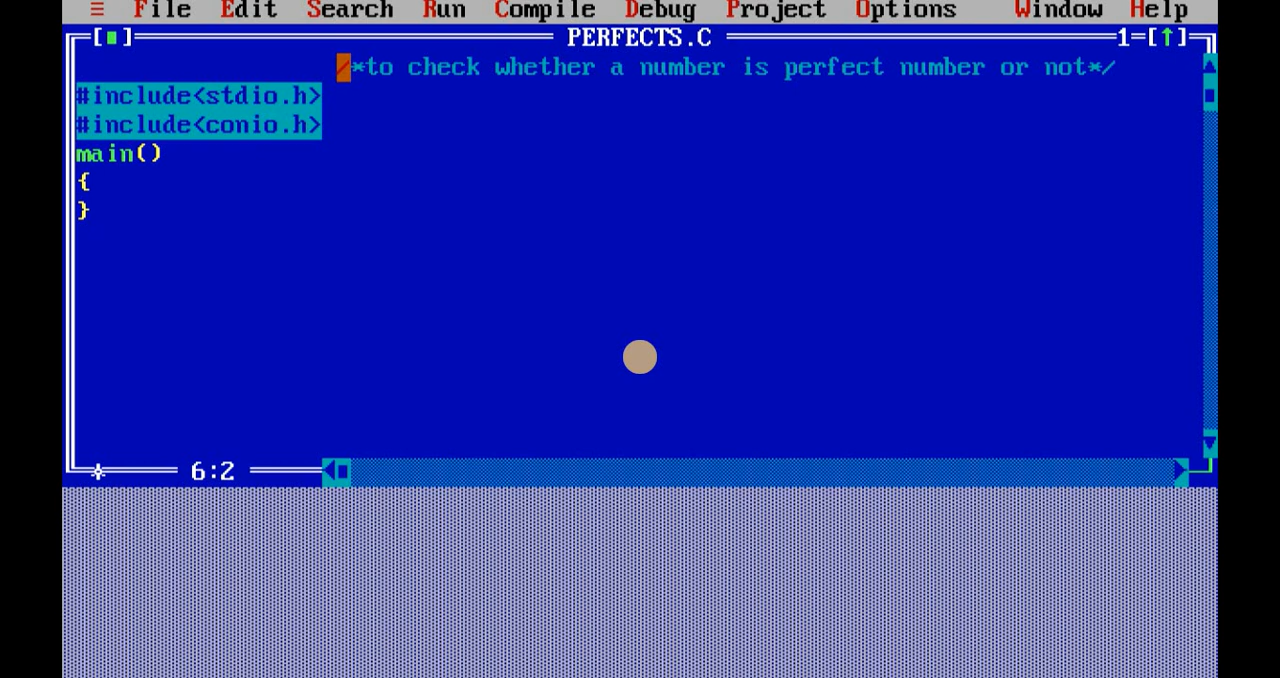 ≡ File Edit Search Run Compile Debug Project Options Window Help
[■] PERFECTS.C 1=[↑]
/*to check whether a number is perfect number or not*/
#include<stdio.h>
#include<conio.h>
main()
{
}
6:2